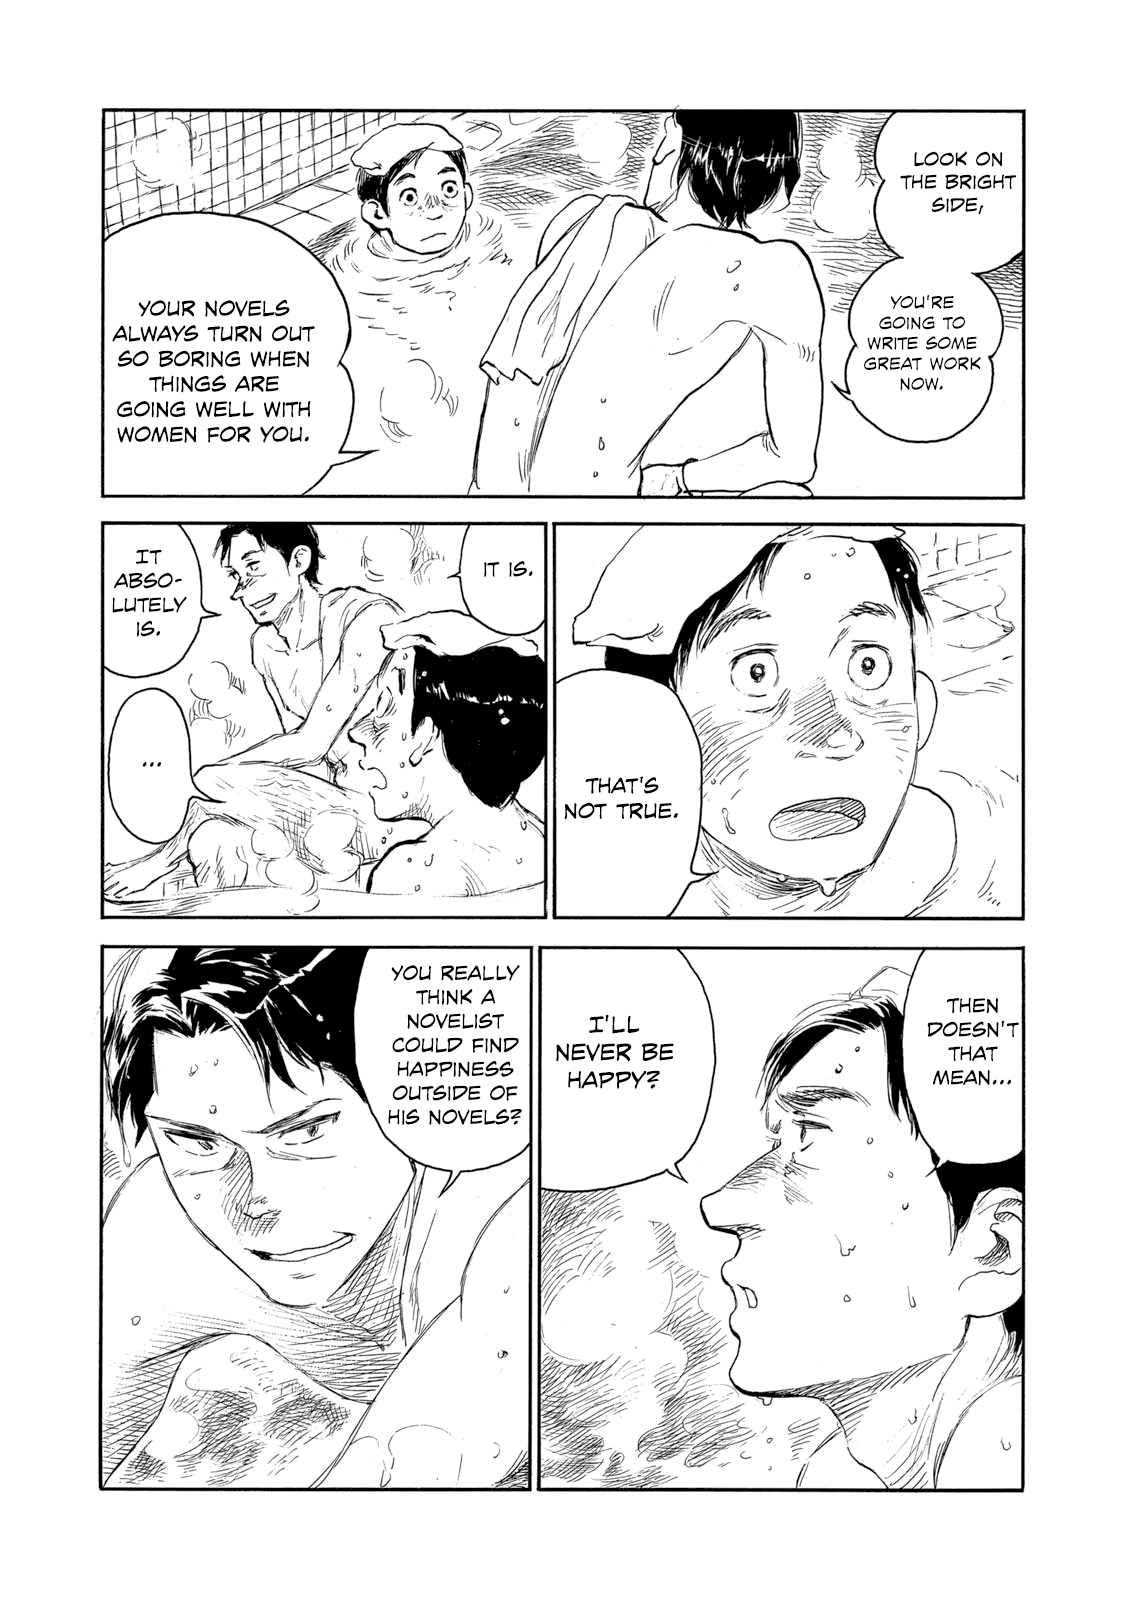 LOOK ON
THE BRIGHT
SIDE,
YOU'RE
GOING TO
WRITE SOME
GREAT WORK
NOW.
YOUR NOVELS
ALWAYS TURN OUT
SO BORING WHEN
THINGS ARE
GOING WELL WITH
WOMEN FOR YOU.
THAT'S
NOT TRUE.
IT IS.
IT
ABSO-
LUTELY
IS.
...
THEN
DOESN'T
THAT
MEAN...
I'LL
NEVER BE
HAPPY?
YOU REALLY
THINK A
NOVELIST
COULD FIND
HAPPINESS
OUTSIDE OF
HIS NOVELS?